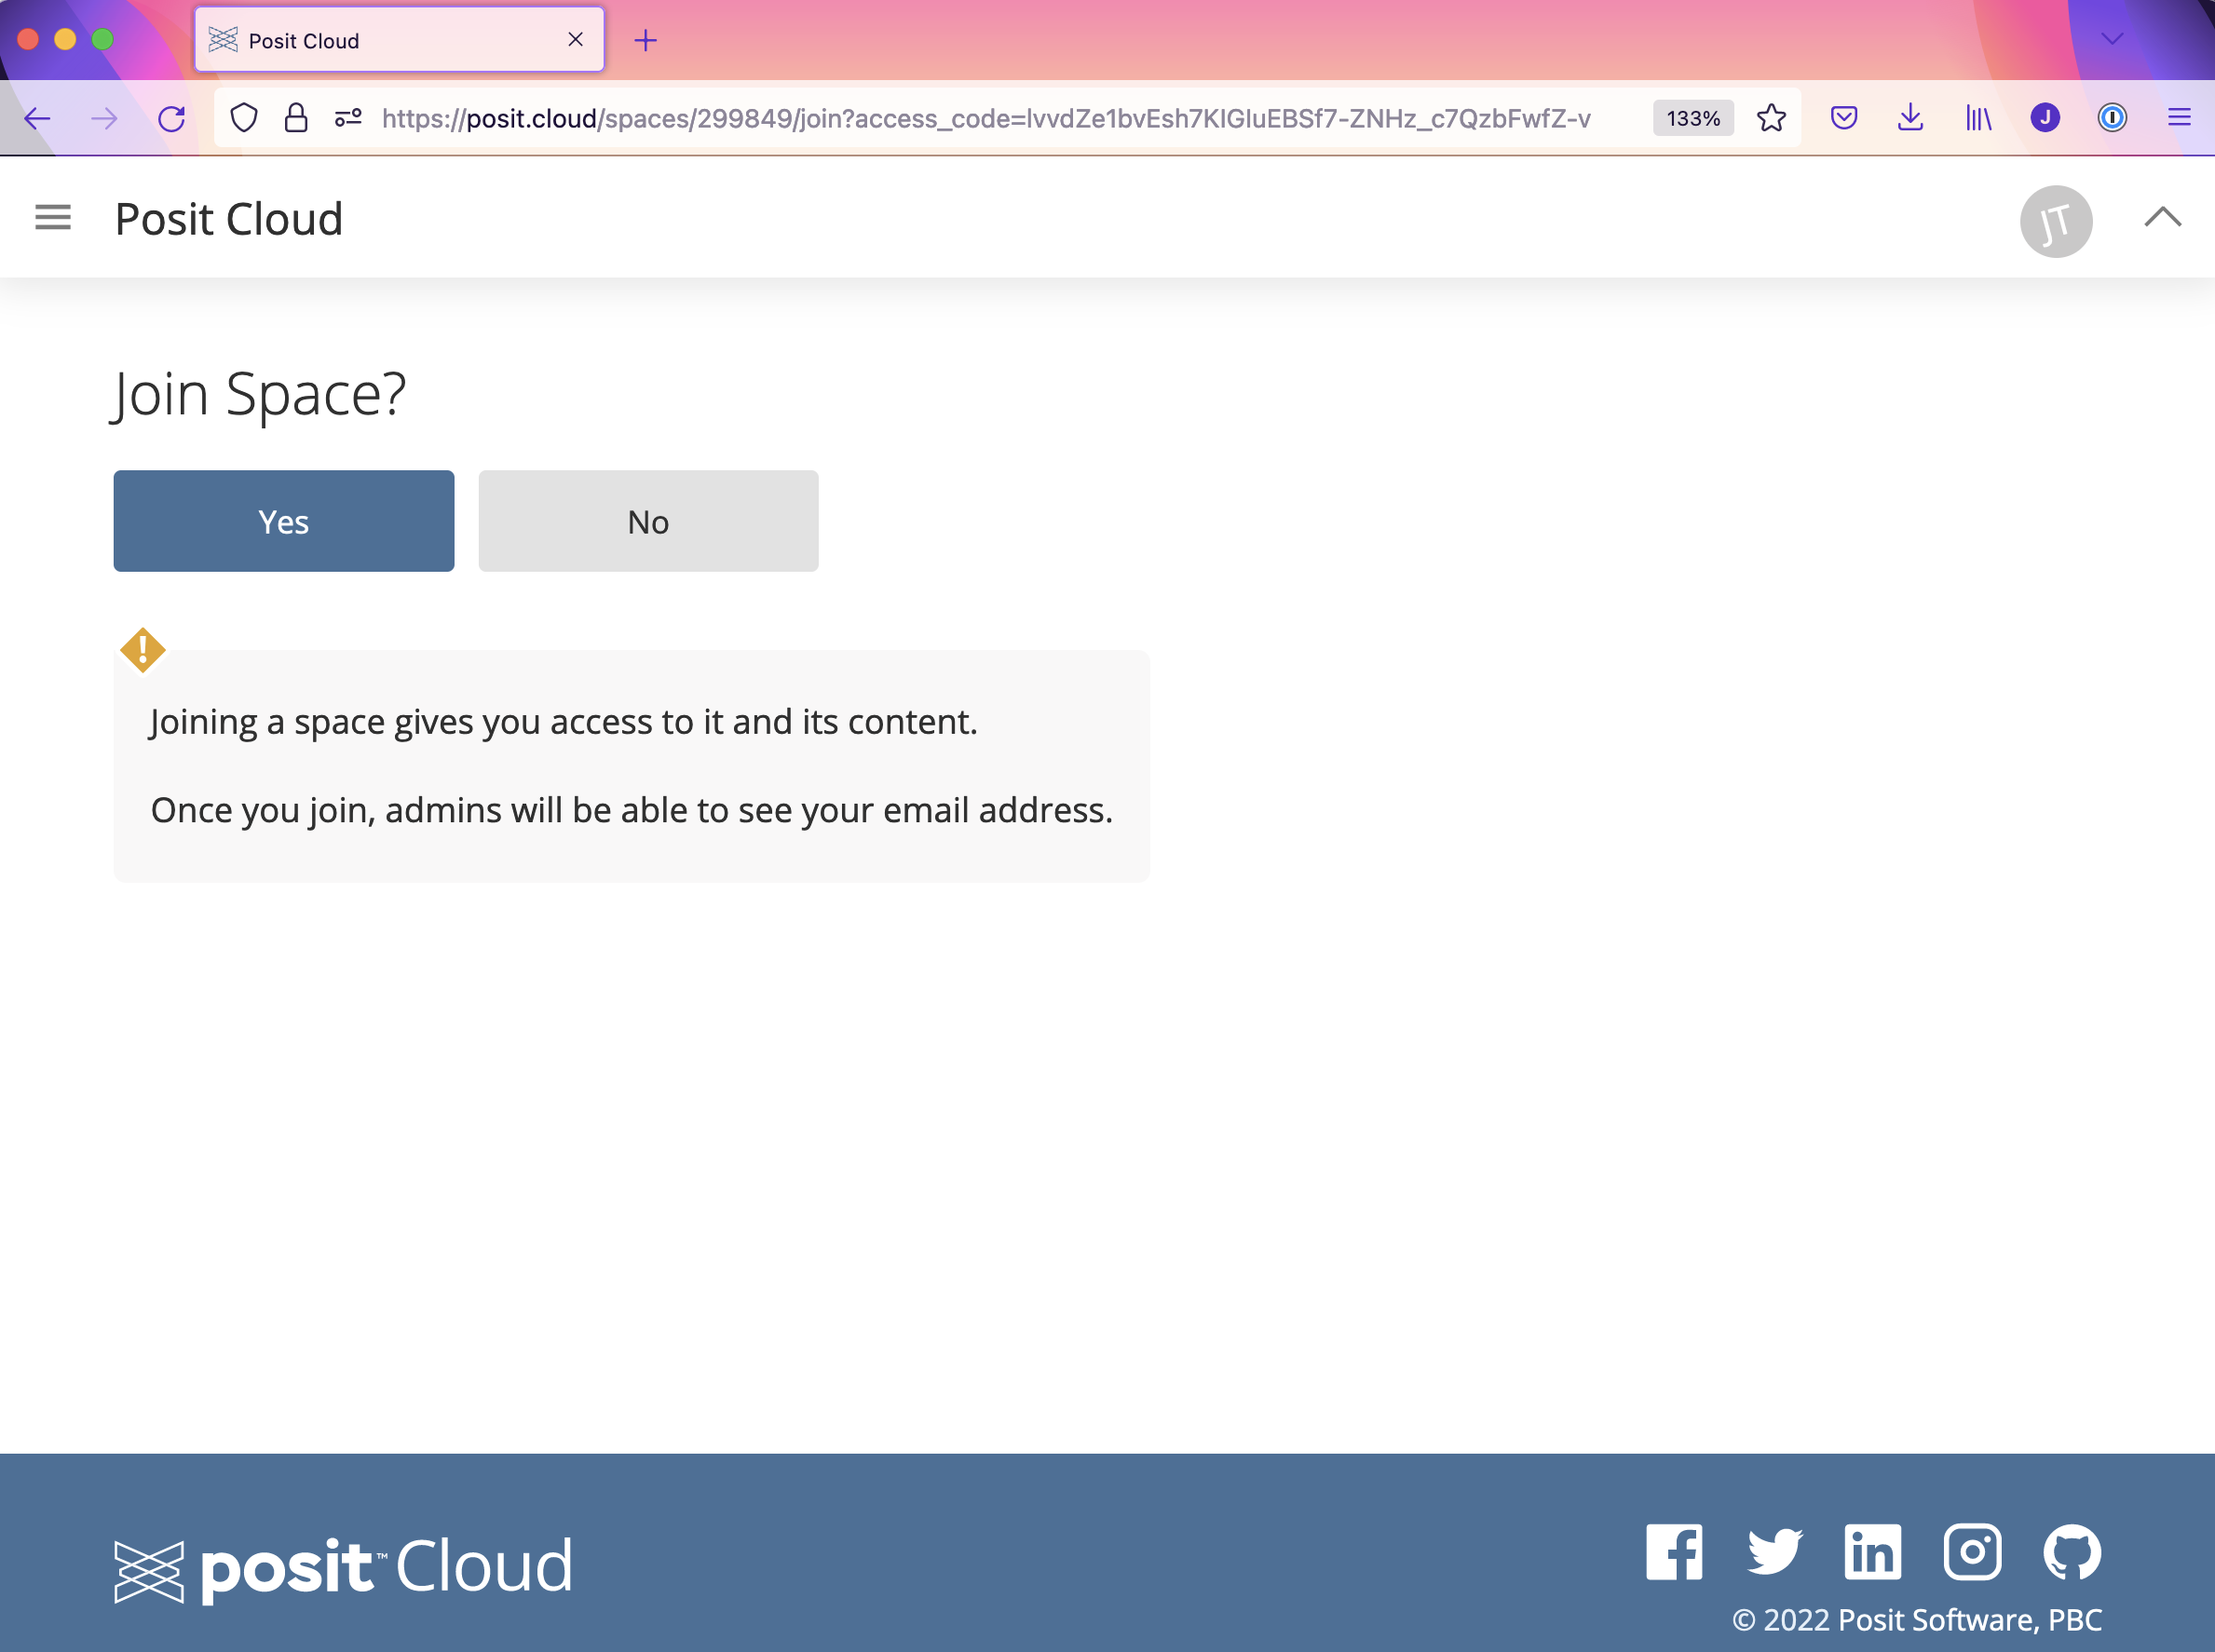 Posit Cloud
https://posit.cloud/spaces/299849/join?access_code=lvvdZe1bvEsh7KIGluEBSf7-ZNHz_c7QzbFwfZ-v
133%
J
Posit Cloud
JT
Join Space?
Yes
No
Joining a space gives you access to it and its content.
Once you join, admins will be able to see your email address.
posit™ Cloud
© 2022 Posit Software, PBC